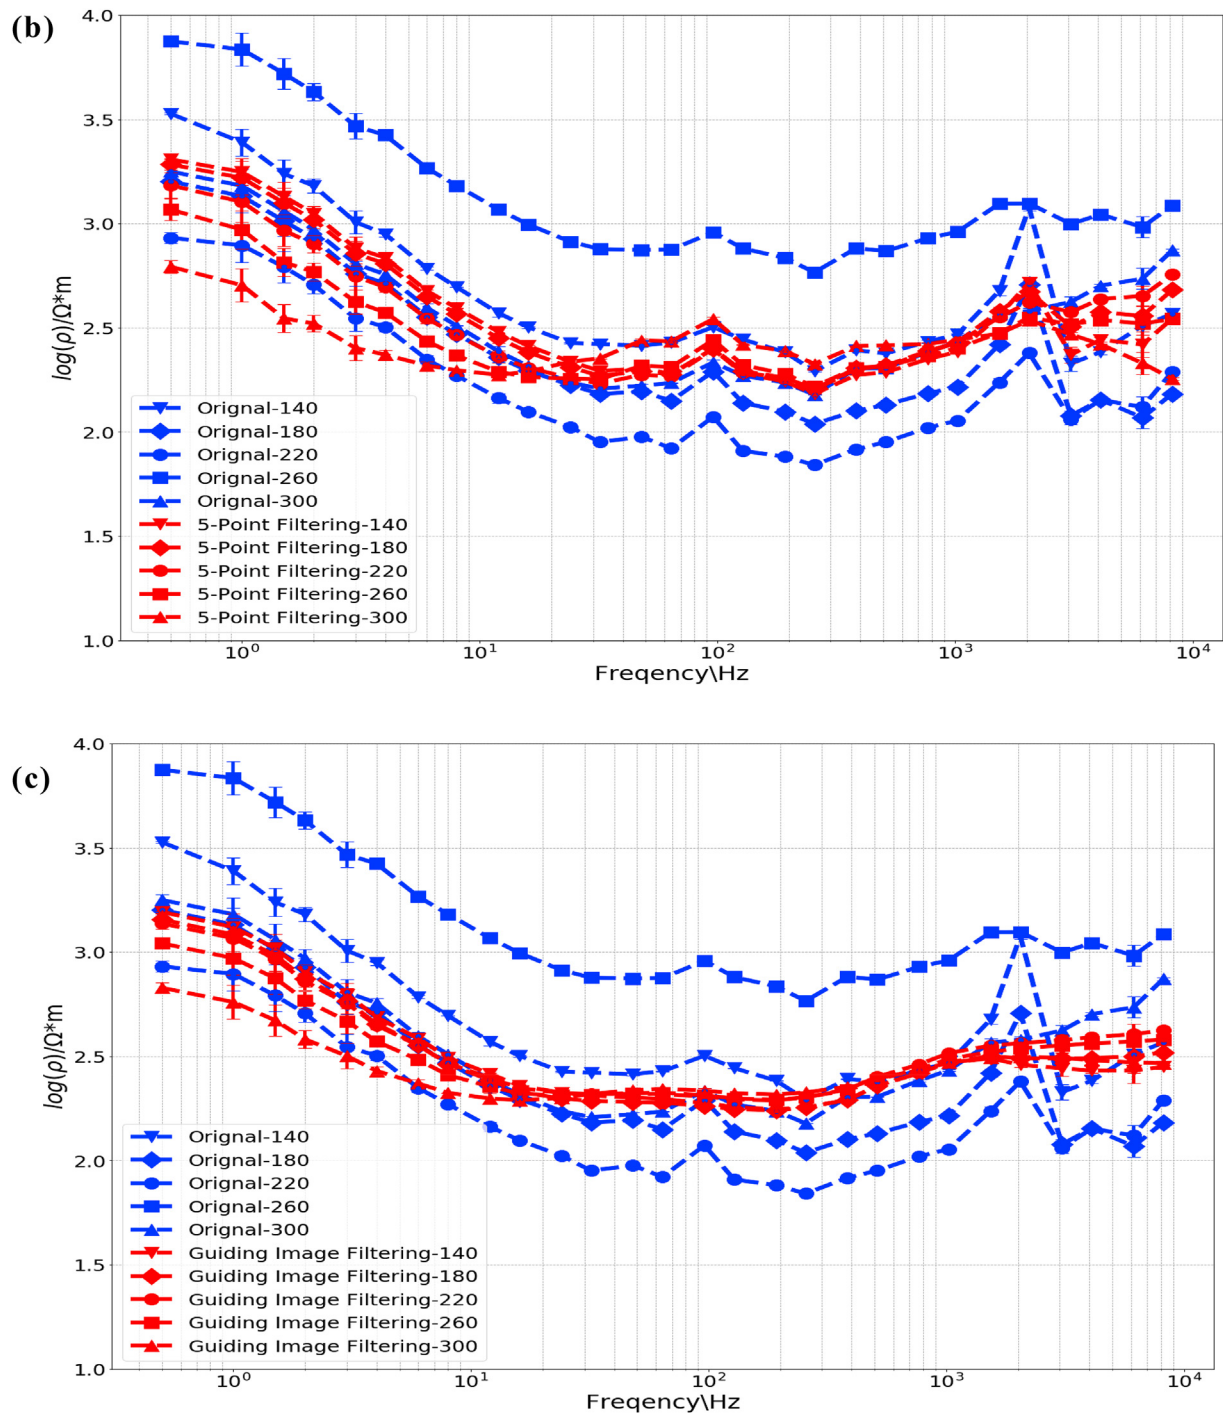 (b)
4.0
3.5
3.0
2.5
2.0
1.5
1.0
log(ρ)/Ω*m
Orignal-140
Orignal-180
Orignal-220
Orignal-260
Orignal-300
5-Point Filtering-140
5-Point Filtering-180
5-Point Filtering-220
5-Point Filtering-260
5-Point Filtering-300
10⁰ 10¹ 10² 10³ 10⁴
Freqency\Hz
(c)
4.0
3.5
3.0
2.5
2.0
1.5
1.0
log(ρ)/Ω*m
Orignal-140
Orignal-180
Orignal-220
Orignal-260
Orignal-300
Guiding Image Filtering-140
Guiding Image Filtering-180
Guiding Image Filtering-220
Guiding Image Filtering-260
Guiding Image Filtering-300
10⁰ 10¹ 10² 10³ 10⁴
Freqency\Hz